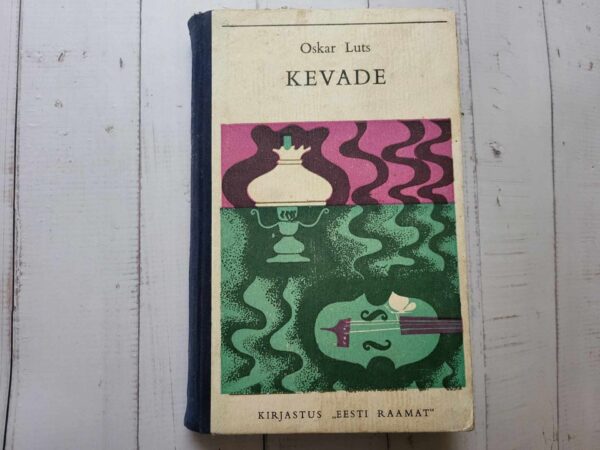 Oskar Luts
KEVADE
KIRJASTUS „EESTI RAAMAT“